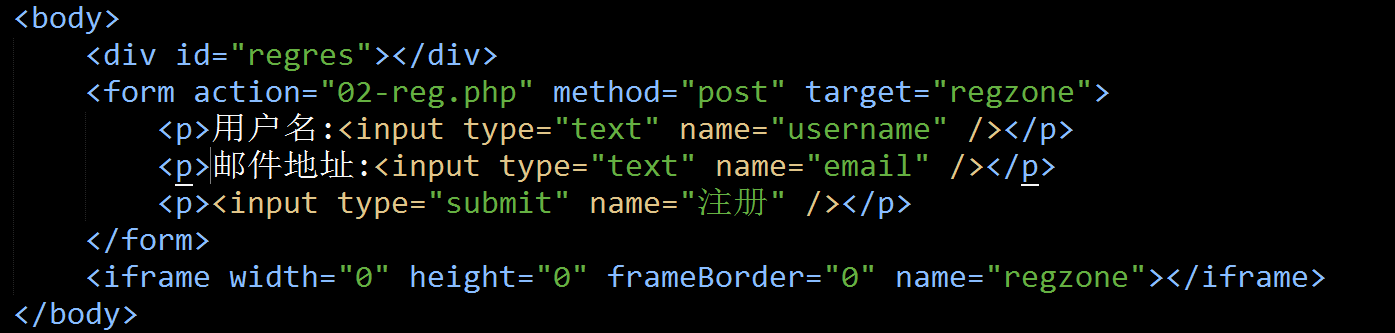 <body>
<div id="regres"></div>
<form action="02-reg.php" method="post" target="regzone">
<p>用户名:<input type="text" name="username" /></p>
<p>邮件地址:<input type="text" name="email" /></p>
<p><input type="submit" name="注册" /></p>
</form>
<iframe width="0" height="0" frameBorder="0" name="regzone"></iframe>
</body>